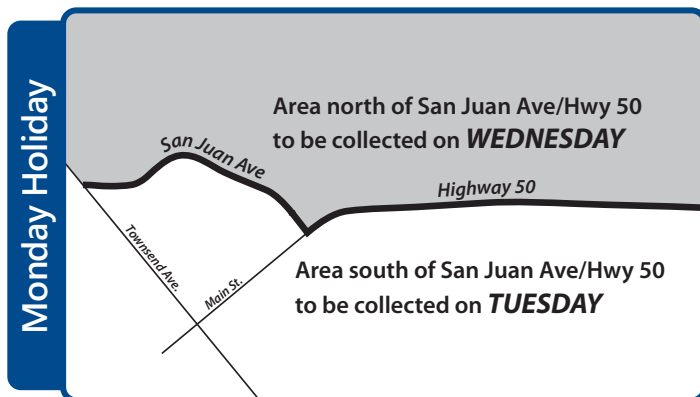 Monday Holiday
Area north of San Juan Ave/Hwy 50
to be collected on WEDNESDAY
San Juan Ave
Highway 50
Townsend Ave.
Main St.
Area south of San Juan Ave/Hwy 50
to be collected on TUESDAY